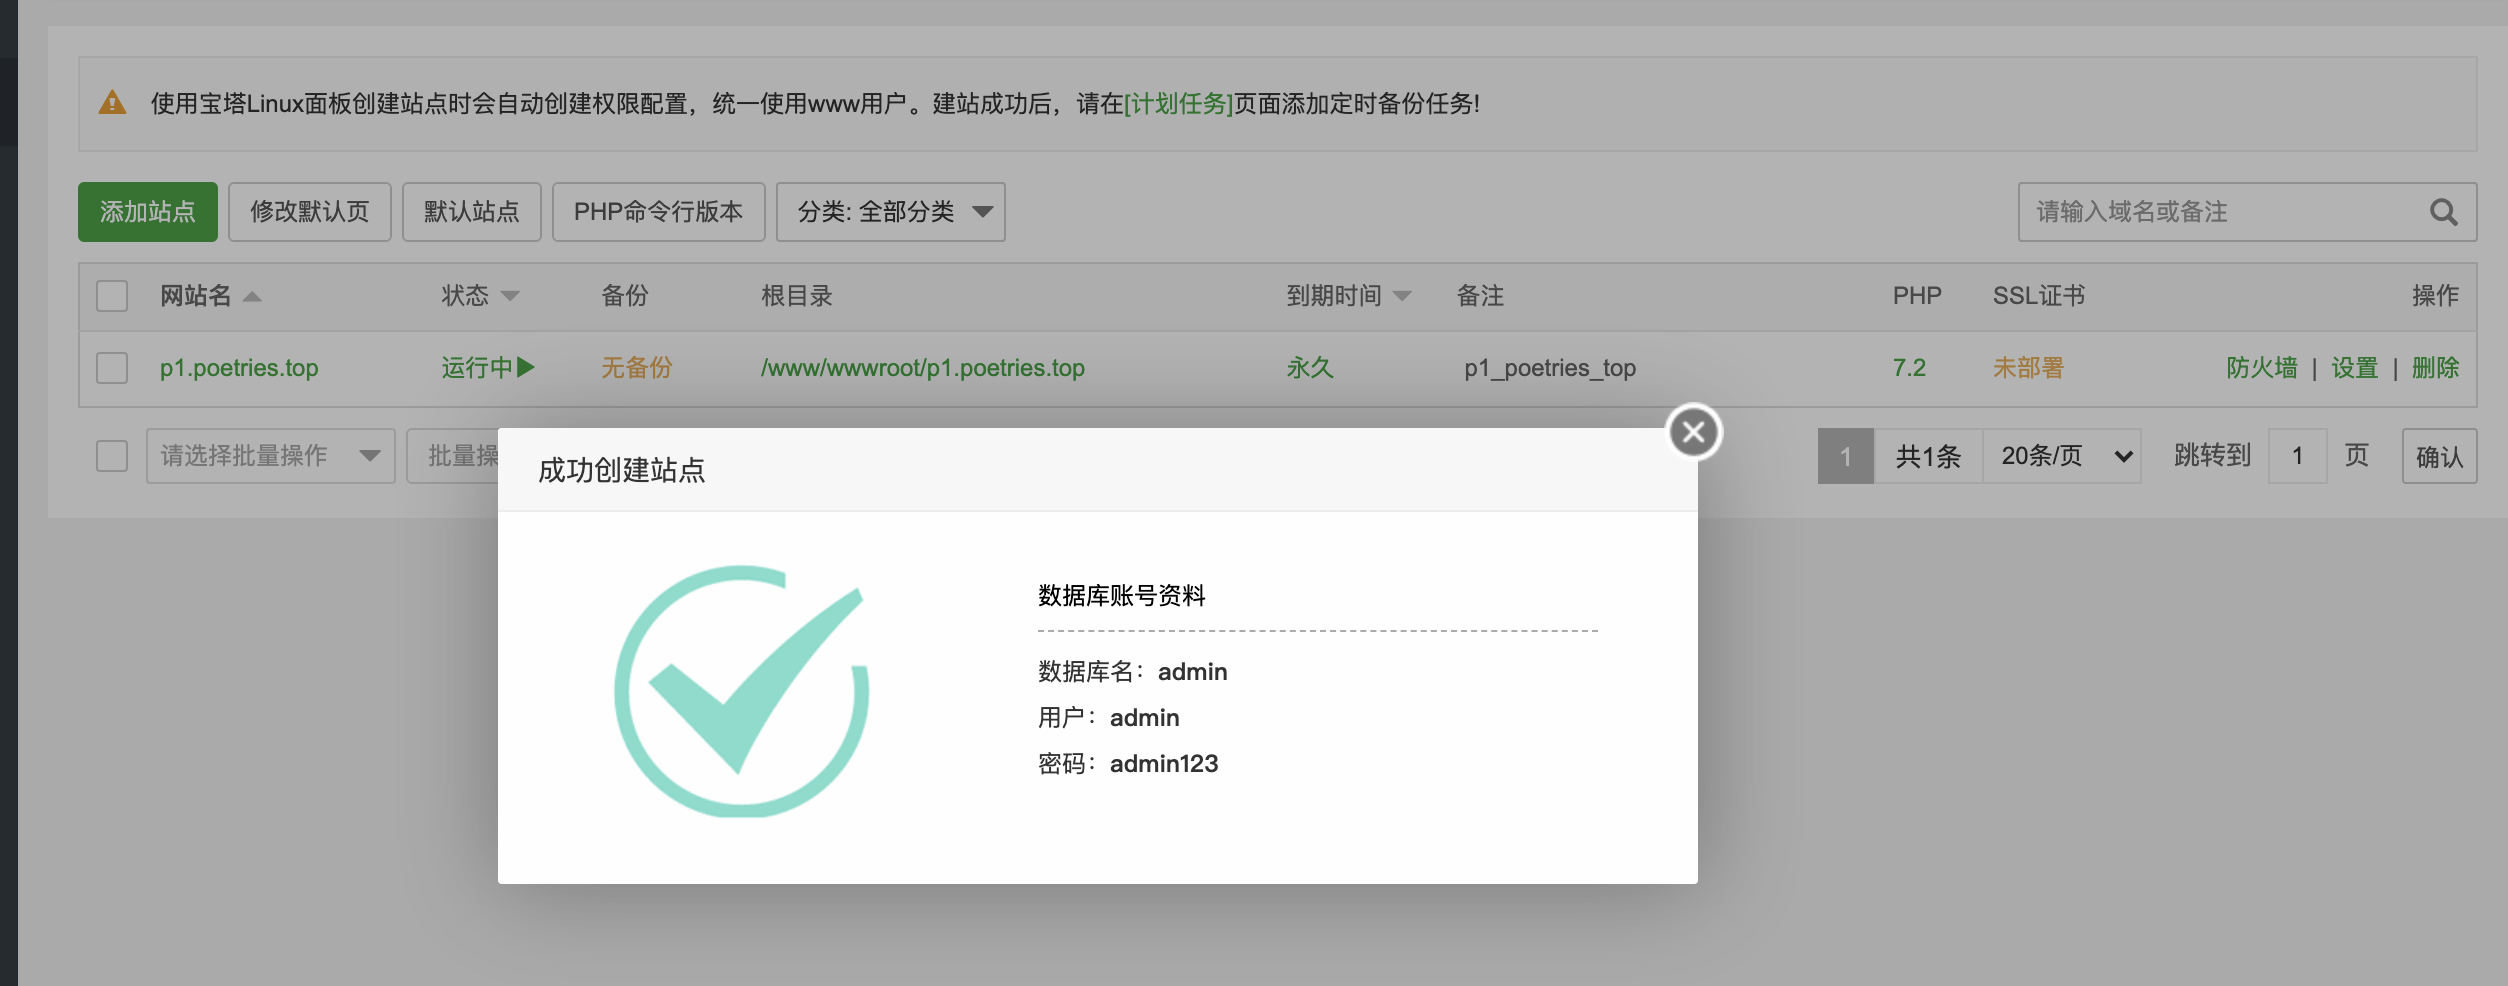 使用宝塔Linux面板创建站点时会自动创建权限配置，统一使用www用户。建站成功后，请在[计划任务]页面添加定时备份任务!
添加站点 修改默认页 默认站点 PHP命令行版本 分类: 全部分类 请输入域名或备注
网站名 状态 备份 根目录 到期时间 备注 PHP SSL证书 操作
p1.poetries.top 运行中 无备份 /www/wwwroot/p1.poetries.top 永久 p1_poetries_top 7.2 未部署 防火墙 | 设置 | 删除
请选择批量操作 批量操 1 共1条 20条/页 跳转到 1 页 确认
成功创建站点
数据库账号资料
数据库名：admin
用户：admin
密码：admin123